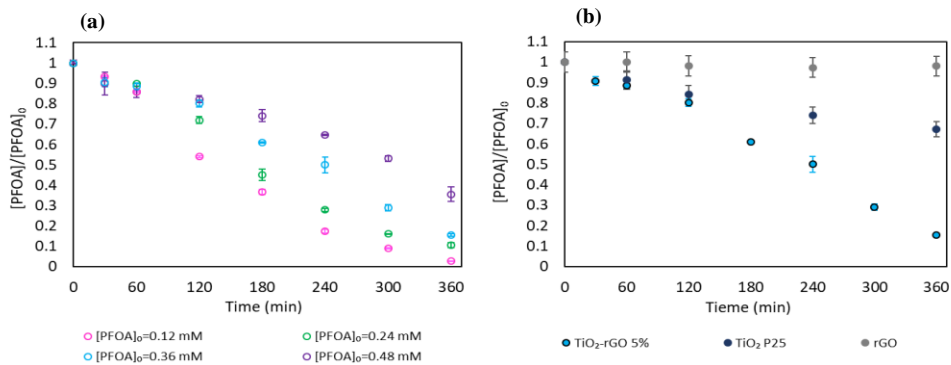 (a)
[PFOA]/[PFOA]₀
1.1
1
0.9
0.8
0.7
0.6
0.5
0.4
0.3
0.2
0.1
0
0 60 120 180 240 300 360
Time (min)
[PFOA]₀=0.12 mM [PFOA]₀=0.24 mM
[PFOA]₀=0.36 mM [PFOA]₀=0.48 mM
(b)
[PFOA]/[PFOA]₀
1.1
1
0.9
0.8
0.7
0.6
0.5
0.4
0.3
0.2
0.1
0
0 60 120 180 240 300 360
Tieme (min)
TiO₂-rGO 5% TiO₂ P25 rGO